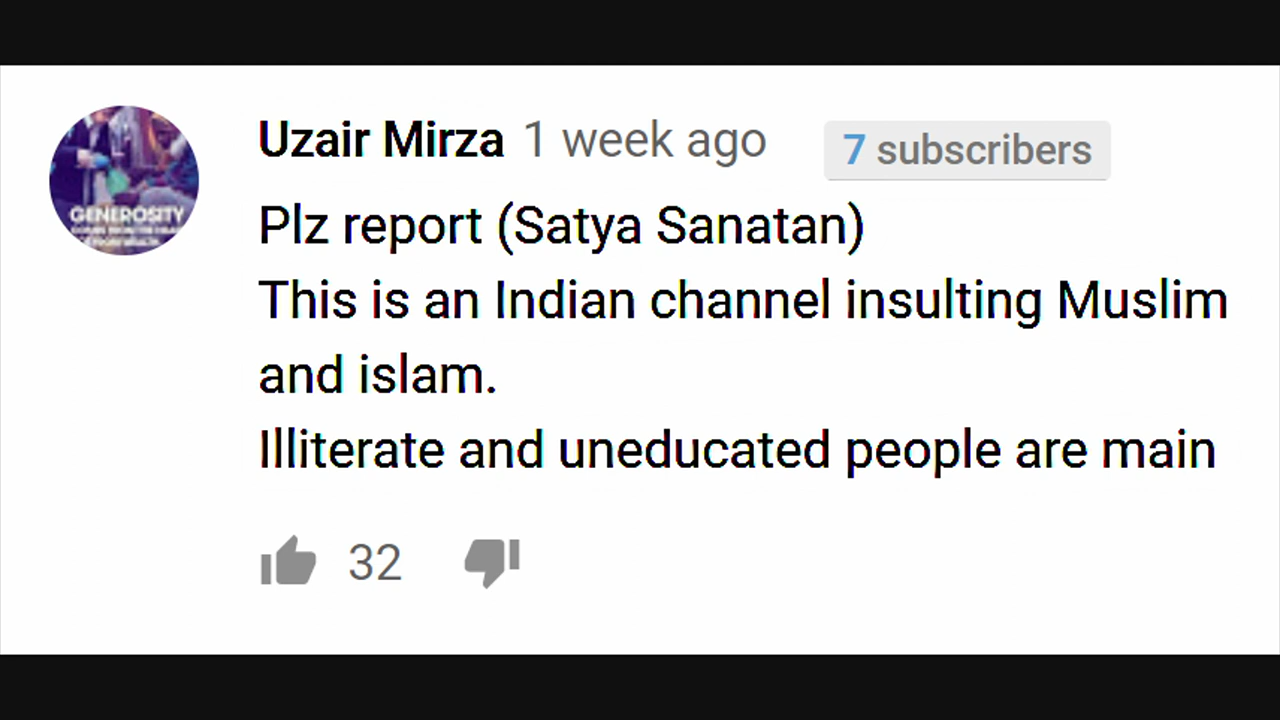 GENEROSITY
Uzair Mirza 1 week ago 7 subscribers
Plz report (Satya Sanatan)
This is an Indian channel insulting Muslim
and islam.
Illiterate and uneducated people are main
32